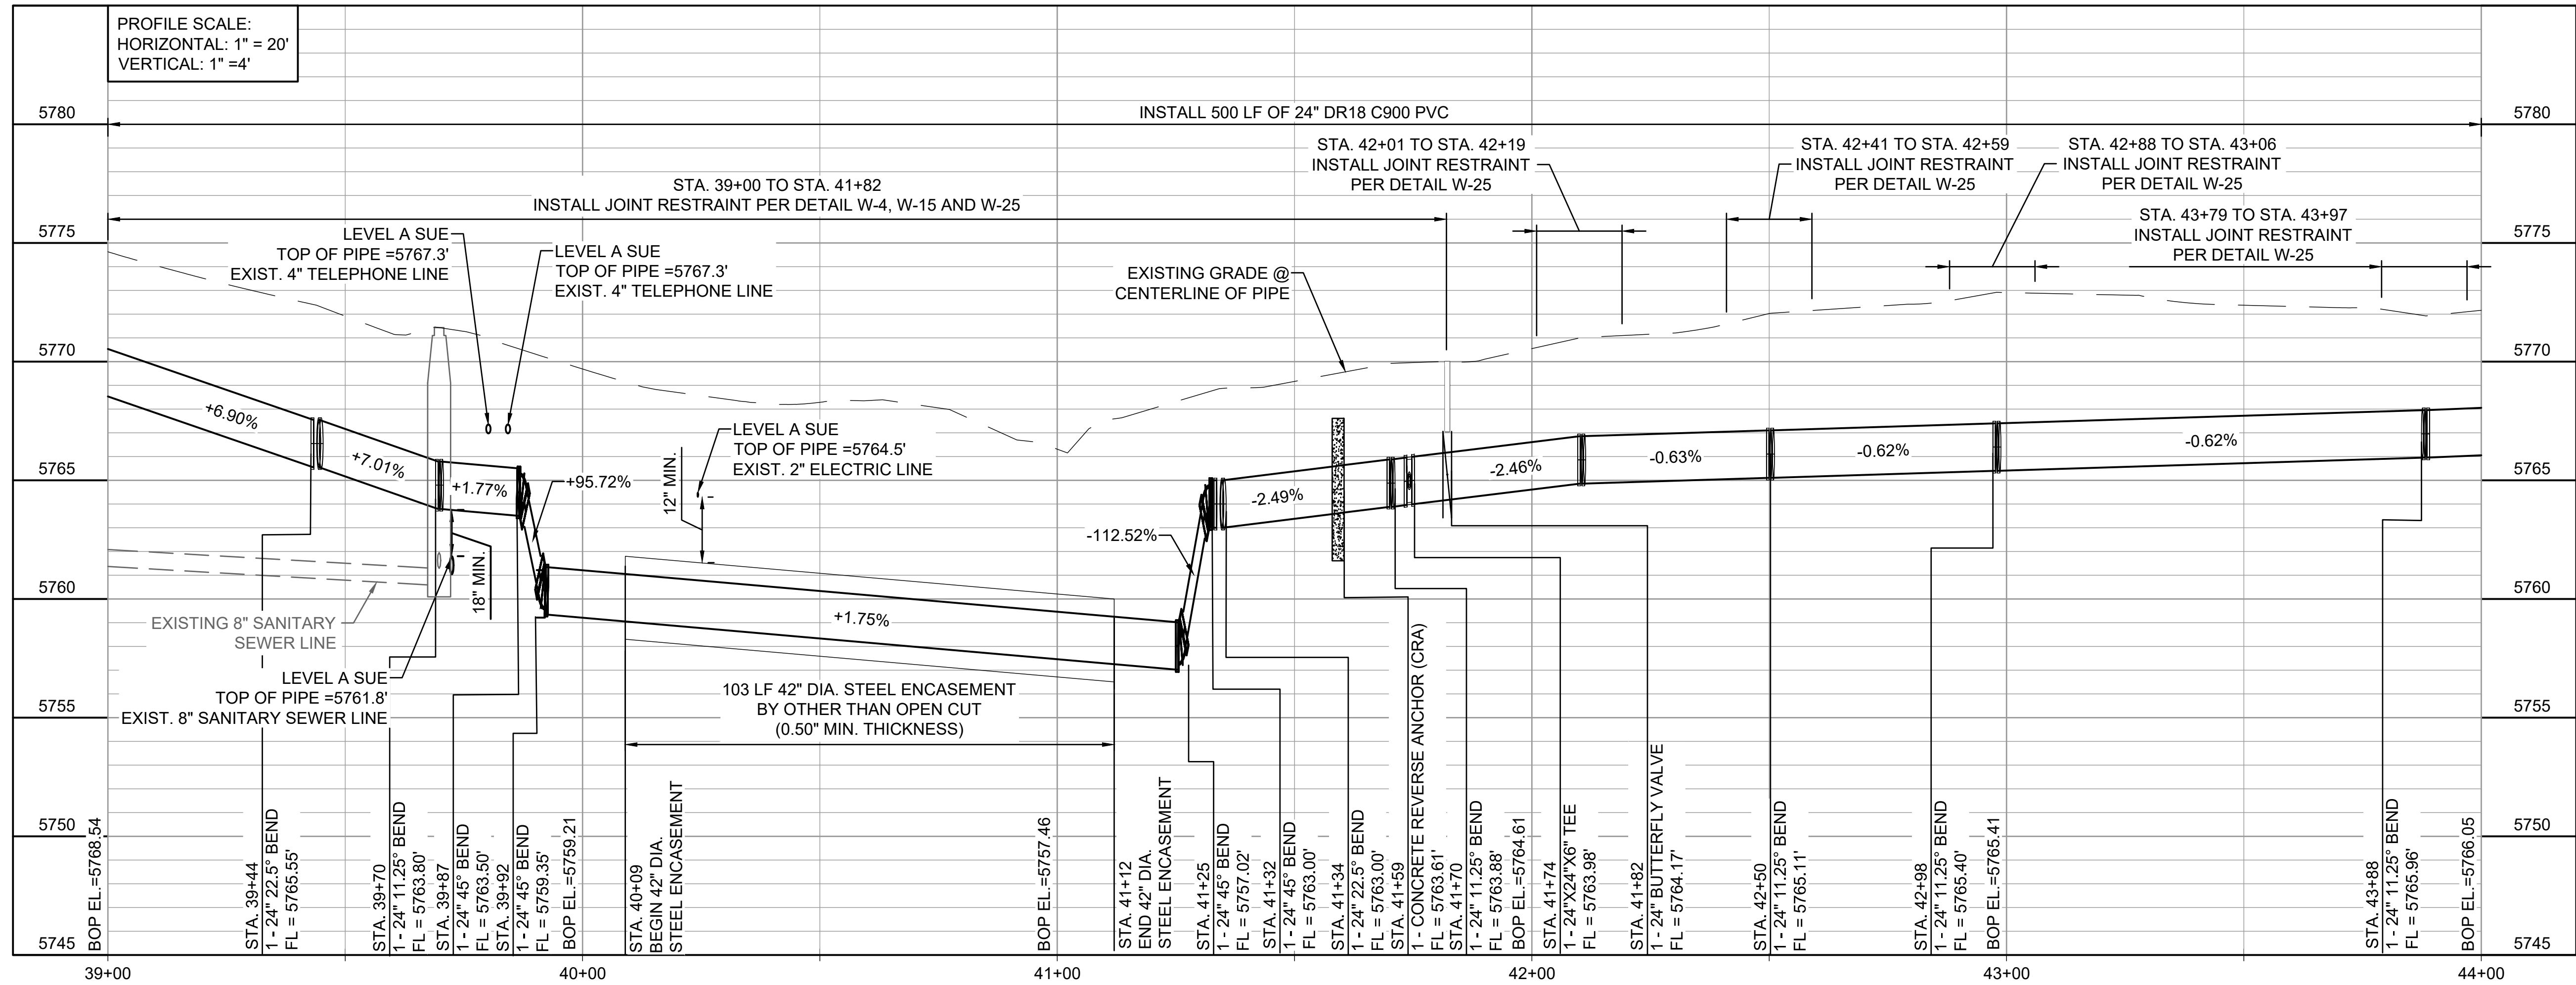 PROFILE SCALE:
HORIZONTAL: 1" = 20'
VERTICAL: 1" =4'
INSTALL 500 LF OF 24" DR18 C900 PVC
5780
5780
STA. 39+00 TO STA. 41+82
INSTALL JOINT RESTRAINT PER DETAIL W-4, W-15 AND W-25
STA. 42+01 TO STA. 42+19
INSTALL JOINT RESTRAINT
PER DETAIL W-25
STA. 42+41 TO STA. 42+59
INSTALL JOINT RESTRAINT
PER DETAIL W-25
STA. 42+88 TO STA. 43+06
INSTALL JOINT RESTRAINT
PER DETAIL W-25
STA. 43+79 TO STA. 43+97
INSTALL JOINT RESTRAINT
PER DETAIL W-25
5775
5775
LEVEL A SUE
TOP OF PIPE =5767.3'
EXIST. 4" TELEPHONE LINE
LEVEL A SUE
TOP OF PIPE =5767.3'
EXIST. 4" TELEPHONE LINE
EXISTING GRADE @
CENTERLINE OF PIPE
5770
5770
+6.90%
+7.01%
+1.77%
+95.72%
12" MIN.
LEVEL A SUE
TOP OF PIPE =5764.5'
EXIST. 2" ELECTRIC LINE
-112.52%
-2.49%
-2.46%
-0.63%
-0.62%
-0.62%
5765
5765
18" MIN.
5760
5760
EXISTING 8" SANITARY
SEWER LINE
+1.75%
LEVEL A SUE
TOP OF PIPE =5761.8'
EXIST. 8" SANITARY SEWER LINE
103 LF 42" DIA. STEEL ENCASEMENT
BY OTHER THAN OPEN CUT
(0.50" MIN. THICKNESS)
5755
5755
5750
5750
5745
5745
BOP EL.=5768.54
STA. 39+44
1 - 24" 22.5° BEND
FL = 5765.55'
STA. 39+70
1 - 24" 11.25° BEND
FL = 5763.80'
STA. 39+87
1 - 24" 45° BEND
FL = 5763.50'
STA. 39+92
1 - 24" 45° BEND
FL = 5759.35'
BOP EL.=5759.21
STA. 40+09
BEGIN 42" DIA.
STEEL ENCASEMENT
BOP EL.=5757.46
STA. 41+12
END 42" DIA.
STEEL ENCASEMENT
STA. 41+25
1 - 24" 45° BEND
FL = 5757.02'
STA. 41+32
1 - 24" 45° BEND
FL = 5763.00'
STA. 41+34
1 - 24" 22.5° BEND
FL = 5763.00'
STA. 41+59
1 - CONCRETE REVERSE ANCHOR (CRA)
FL = 5763.61'
STA. 41+70
1 - 24" 11.25° BEND
FL = 5763.88'
BOP EL.=5764.61
STA. 41+74
1 - 24"X24"X6" TEE
FL = 5763.98'
STA. 41+82
1 - 24" BUTTERFLY VALVE
FL = 5764.17'
STA. 42+50
1 - 24" 11.25° BEND
FL = 5765.11'
STA. 42+98
1 - 24" 11.25° BEND
FL = 5765.40'
BOP EL.=5765.41
STA. 43+88
1 - 24" 11.25° BEND
FL = 5765.96'
BOP EL.=5766.05
39+00
40+00
41+00
42+00
43+00
44+00